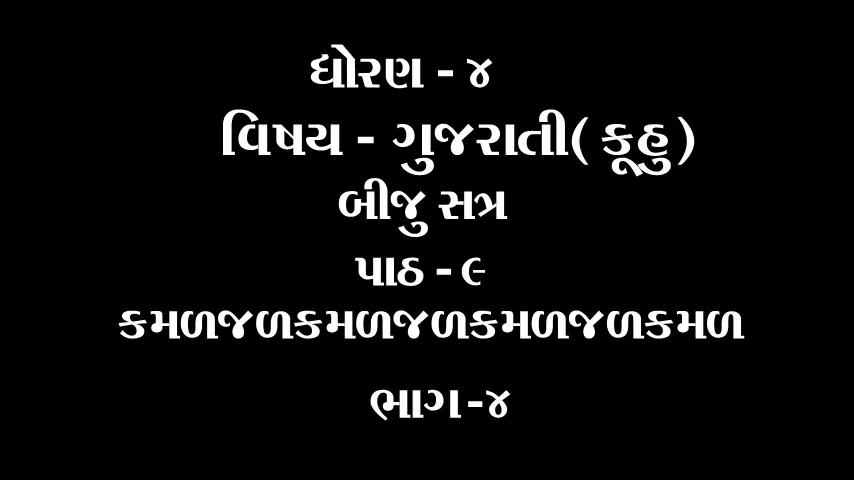 ધોરણ - ૪
વિષય - ગુજરાતી( કૂહુ)
બીજુ સત્ર
પાઠ - ૯
કમળજળકમળજળકમળજળકમળ
ભાગ -૪